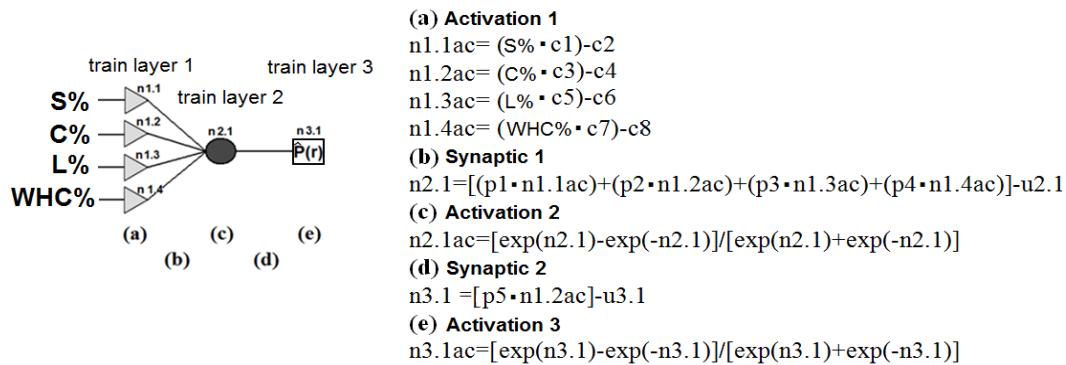 train layer 1
train layer 3
train layer 2
S%
n1.1
C%
n1.2
L%
n1.3
WHC%
n1.4
n2.1
n3.1
P̂(r)
(a)
(c)
(e)
(b)
(d)
(a) Activation 1
n1.1ac= (S%▪c1)-c2
n1.2ac= (C%▪c3)-c4
n1.3ac= (L%▪c5)-c6
n1.4ac= (WHC%▪c7)-c8
(b) Synaptic 1
n2.1=[(p1▪n1.1ac)+(p2▪n1.2ac)+(p3▪n1.3ac)+(p4▪n1.4ac)]-u2.1
(c) Activation 2
n2.1ac=[exp(n2.1)-exp(-n2.1)]/[exp(n2.1)+exp(-n2.1)]
(d) Synaptic 2
n3.1 =[p5▪n1.2ac]-u3.1
(e) Activation 3
n3.1ac=[exp(n3.1)-exp(-n3.1)]/[exp(n3.1)+exp(-n3.1)]